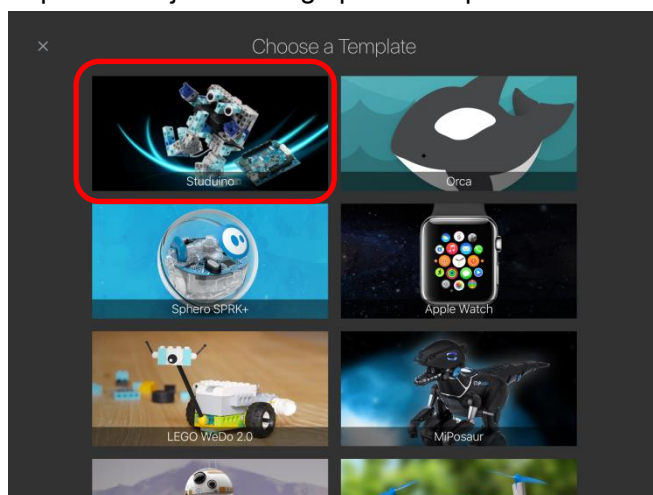 × Choose a Template
Studuino
Orca
Sphero SPRK+
Apple Watch
LEGO WeDo 2.0
MiPosaur